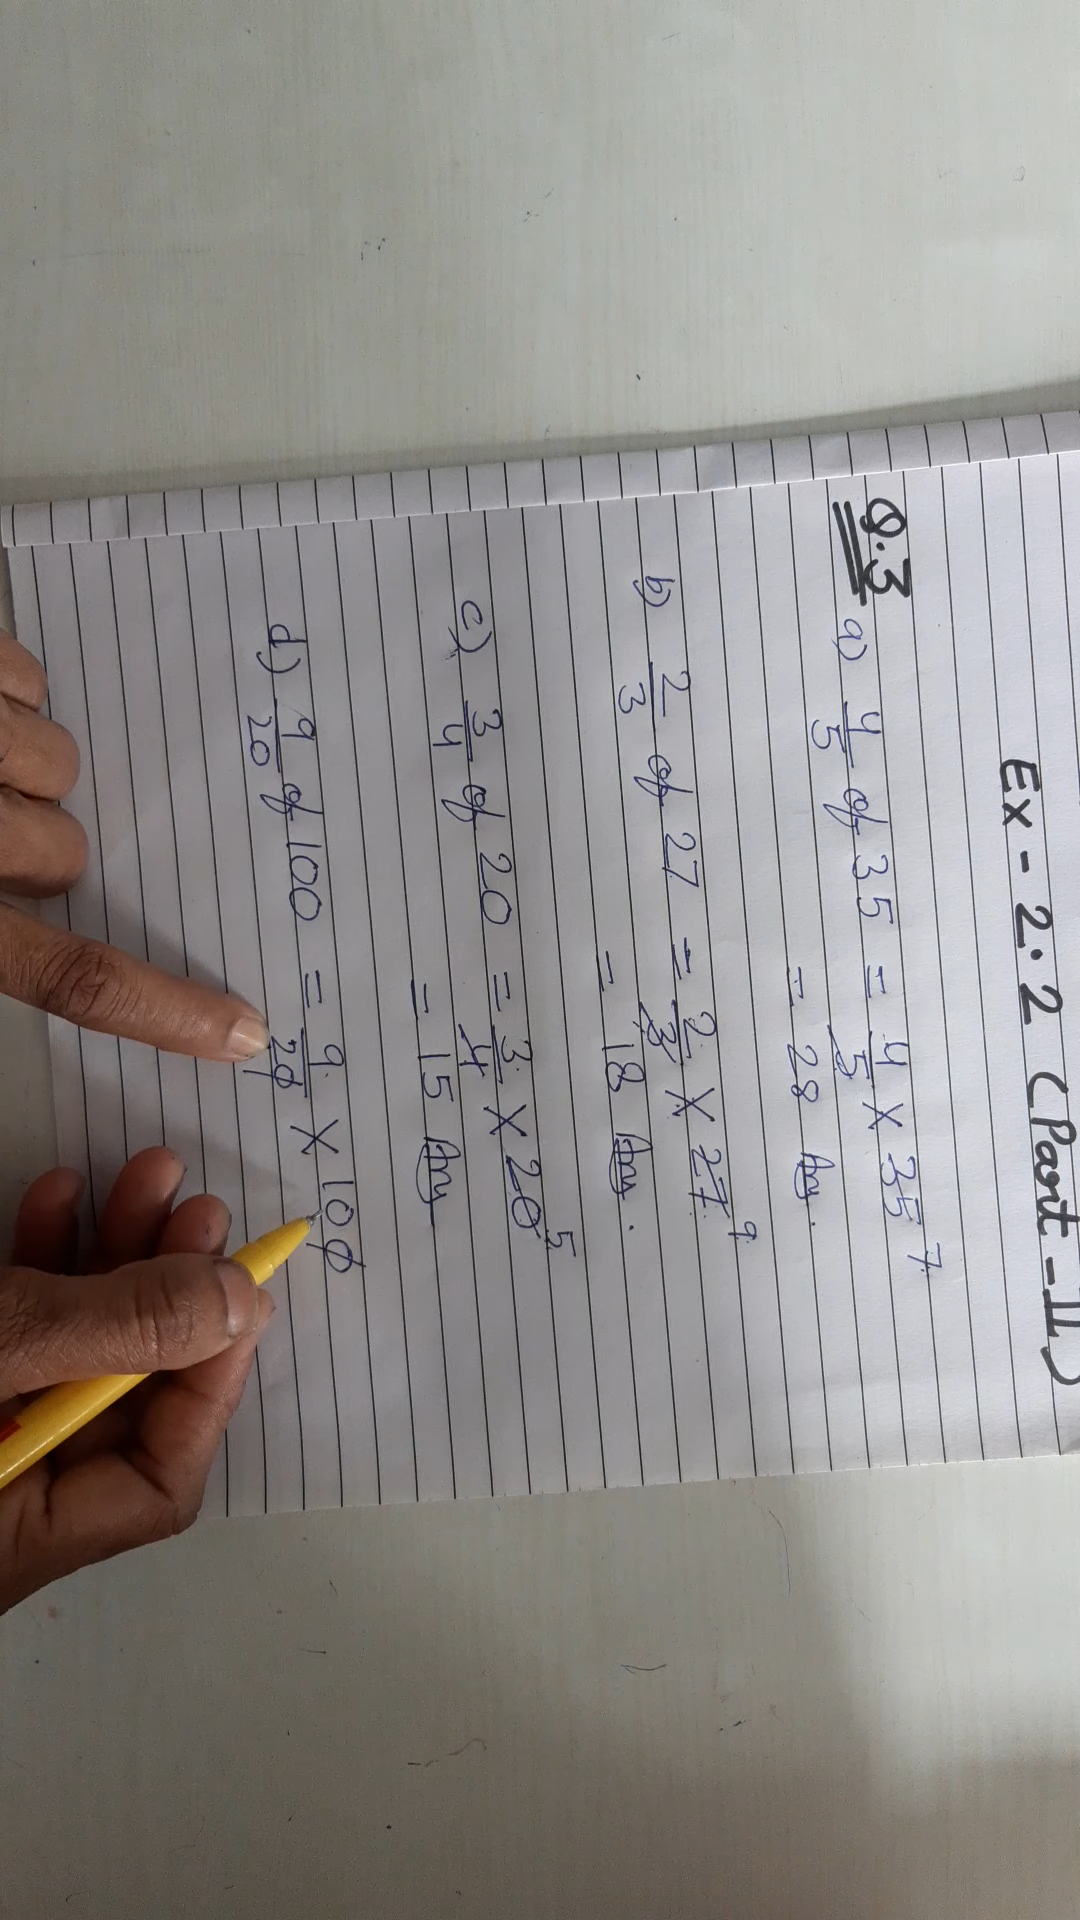 Ex - 2.2 (Part - II)
Q.3 a) 4/5 of 35 = 4/5 × 35 7
= 28 Ans.
b) 2/3 of 27 = 2/3 × 27 9
= 18 Ans.
c) 3/4 of 20 = 3/4 × 20 5
= 15 Ans
d) 9/20 of 100 = 9/20 × 100